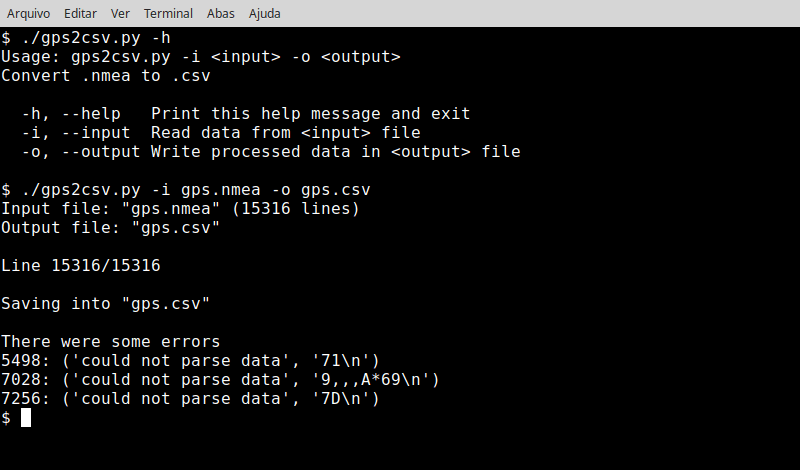 Arquivo Editar Ver Terminal Abas Ajuda
$ ./gps2csv.py -h
Usage: gps2csv.py -i <input> -o <output>
Convert .nmea to .csv
  -h, --help   Print this help message and exit
  -i, --input  Read data from <input> file
  -o, --output Write processed data in <output> file
$ ./gps2csv.py -i gps.nmea -o gps.csv
Input file: "gps.nmea" (15316 lines)
Output file: "gps.csv"
Line 15316/15316
Saving into "gps.csv"
There were some errors
5498: ('could not parse data', '71\n')
7028: ('could not parse data', '9,,,A*69\n')
7256: ('could not parse data', '7D\n')
$